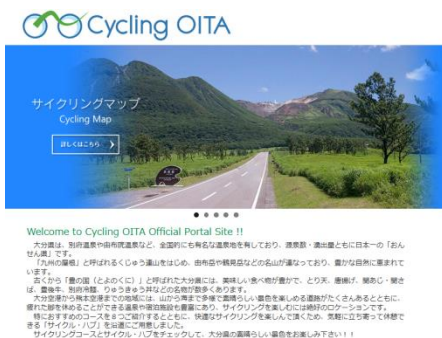 Cycling OITA
サイクリングマップ
Cycling Map
詳しくはこちら
Welcome to Cycling OITA Official Portal Site !!
大分県は、別府温泉や由布院温泉など、全国的にも有名な温泉地を有しており、源泉数・湧出量ともに日本一の「おん
せん県」です。
「九州の屋根」と呼ばれるくじゅう連山をはじめ、由布岳や鶴見岳などの名山が連なっており、豊かな自然に恵まれて
います。
古くから「豊の国（とよのくに）」と呼ばれた大分県には、美味しい食べ物が豊かで、とり天、唐揚げ、関あじ・関さ
ば、豊後牛、別府冷麺、りゅうきゅう丼などの名物が数多くあります。
大分空港から熊本空港までの地域には、山から海まで多様で素晴らしい景色を楽しめる道路がたくさんあるとともに、
疲れた脚を休めることができる温泉や宿泊施設も豊富にあり、サイクリングを楽しむには絶好のロケーションです。
特におすすめのコースを８つご紹介するとともに、快適なサイクリングを楽しんで頂くため、気軽に立ち寄って休憩で
きる「サイクル・ハブ」を沿道にご用意しました。
サイクリングコースとサイクル・ハブをチェックして、大分県の素晴らしい景色をお楽しみ下さい！！